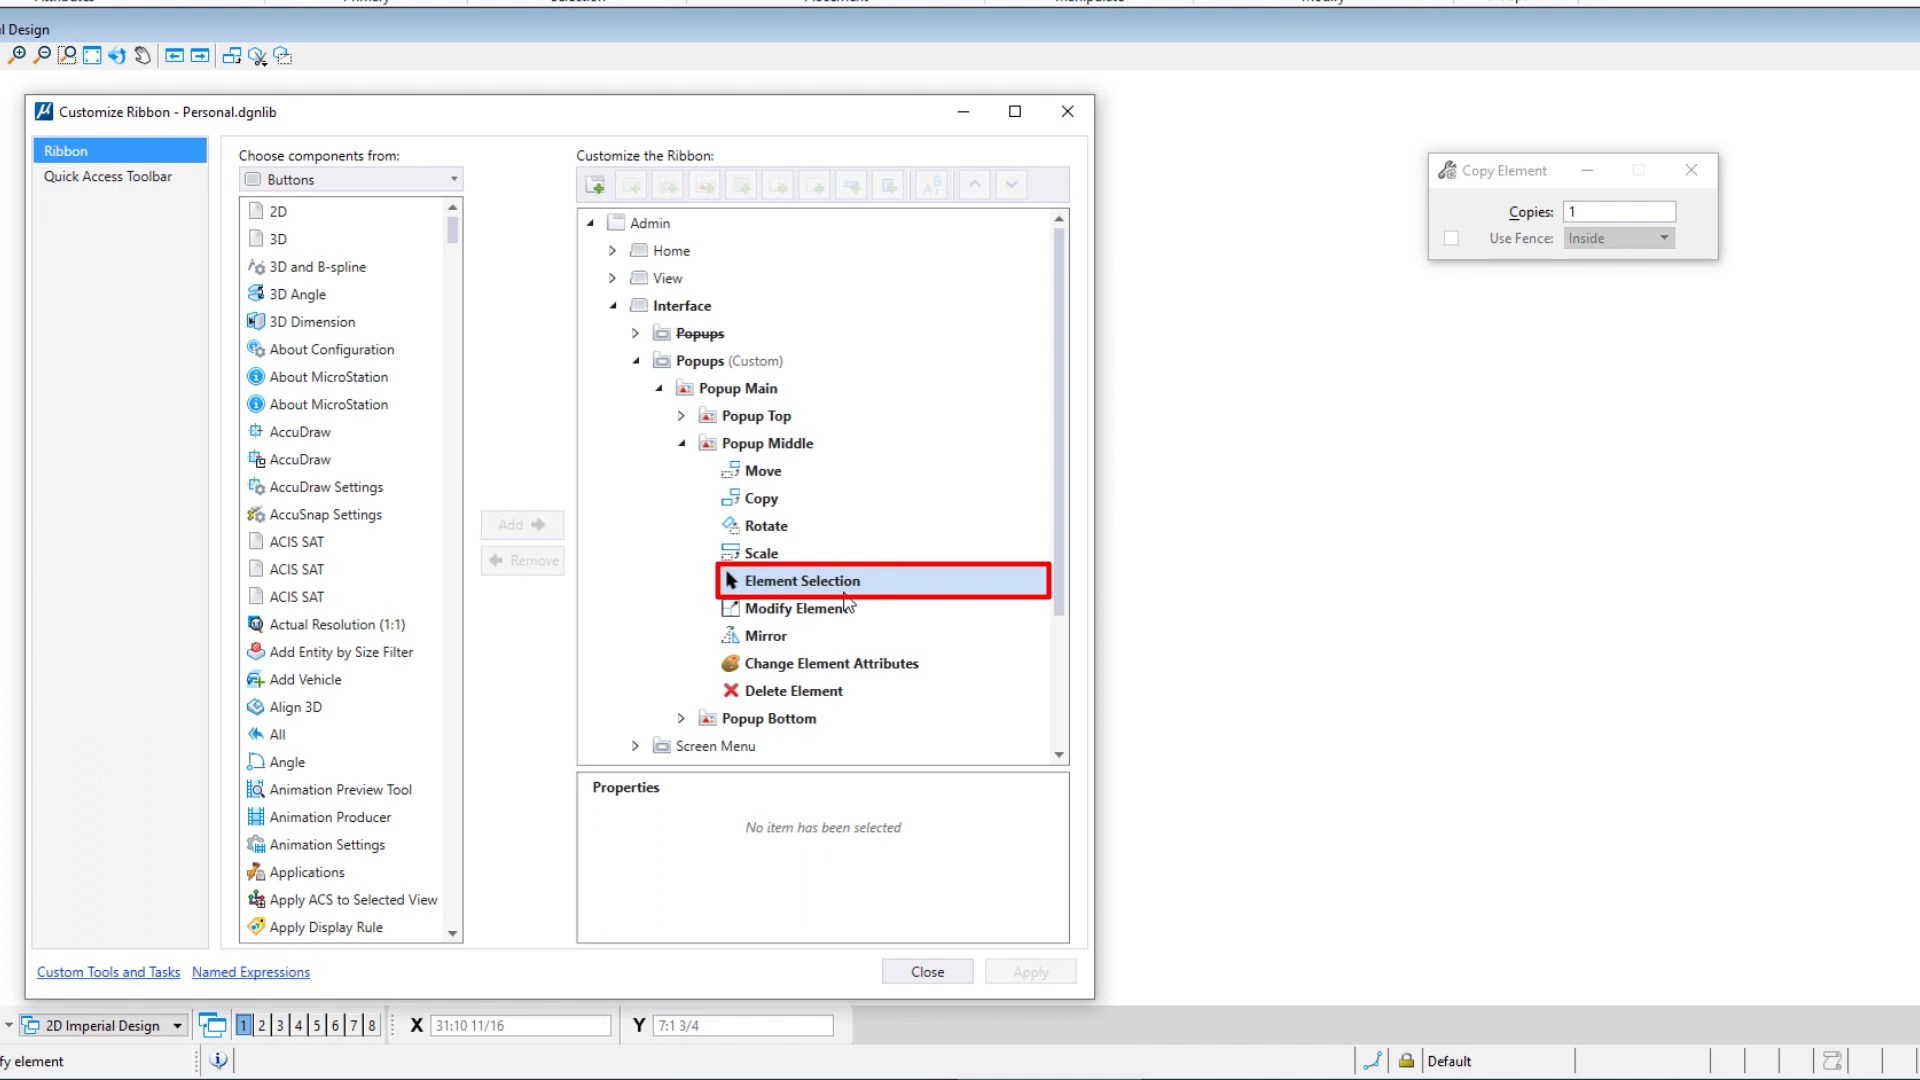 l Design
Customize Ribbon - Personal.dgnlib
Ribbon
Quick Access Toolbar
Choose components from:
Buttons
2D
3D
3D and B-spline
3D Angle
3D Dimension
About Configuration
About MicroStation
About MicroStation
AccuDraw
AccuDraw
AccuDraw Settings
AccuSnap Settings
ACIS SAT
ACIS SAT
ACIS SAT
Actual Resolution (1:1)
Add Entity by Size Filter
Add Vehicle
Align 3D
All
Angle
Animation Preview Tool
Animation Producer
Animation Settings
Applications
Apply ACS to Selected View
Apply Display Rule
Add
Remove
Customize the Ribbon:
Admin
Home
View
Interface
Popups
Popups (Custom)
Popup Main
Popup Top
Popup Middle
Move
Copy
Rotate
Scale
Element Selection
Modify Element
Mirror
Change Element Attributes
Delete Element
Popup Bottom
Screen Menu
Properties
No item has been selected
Custom Tools and Tasks Named Expressions
Close Apply
Copy Element
Copies: 1
Use Fence: Inside
2D Imperial Design 1 2 3 4 5 6 7 8 X 31:10 11/16 Y 7:1 3/4
fy element
Default